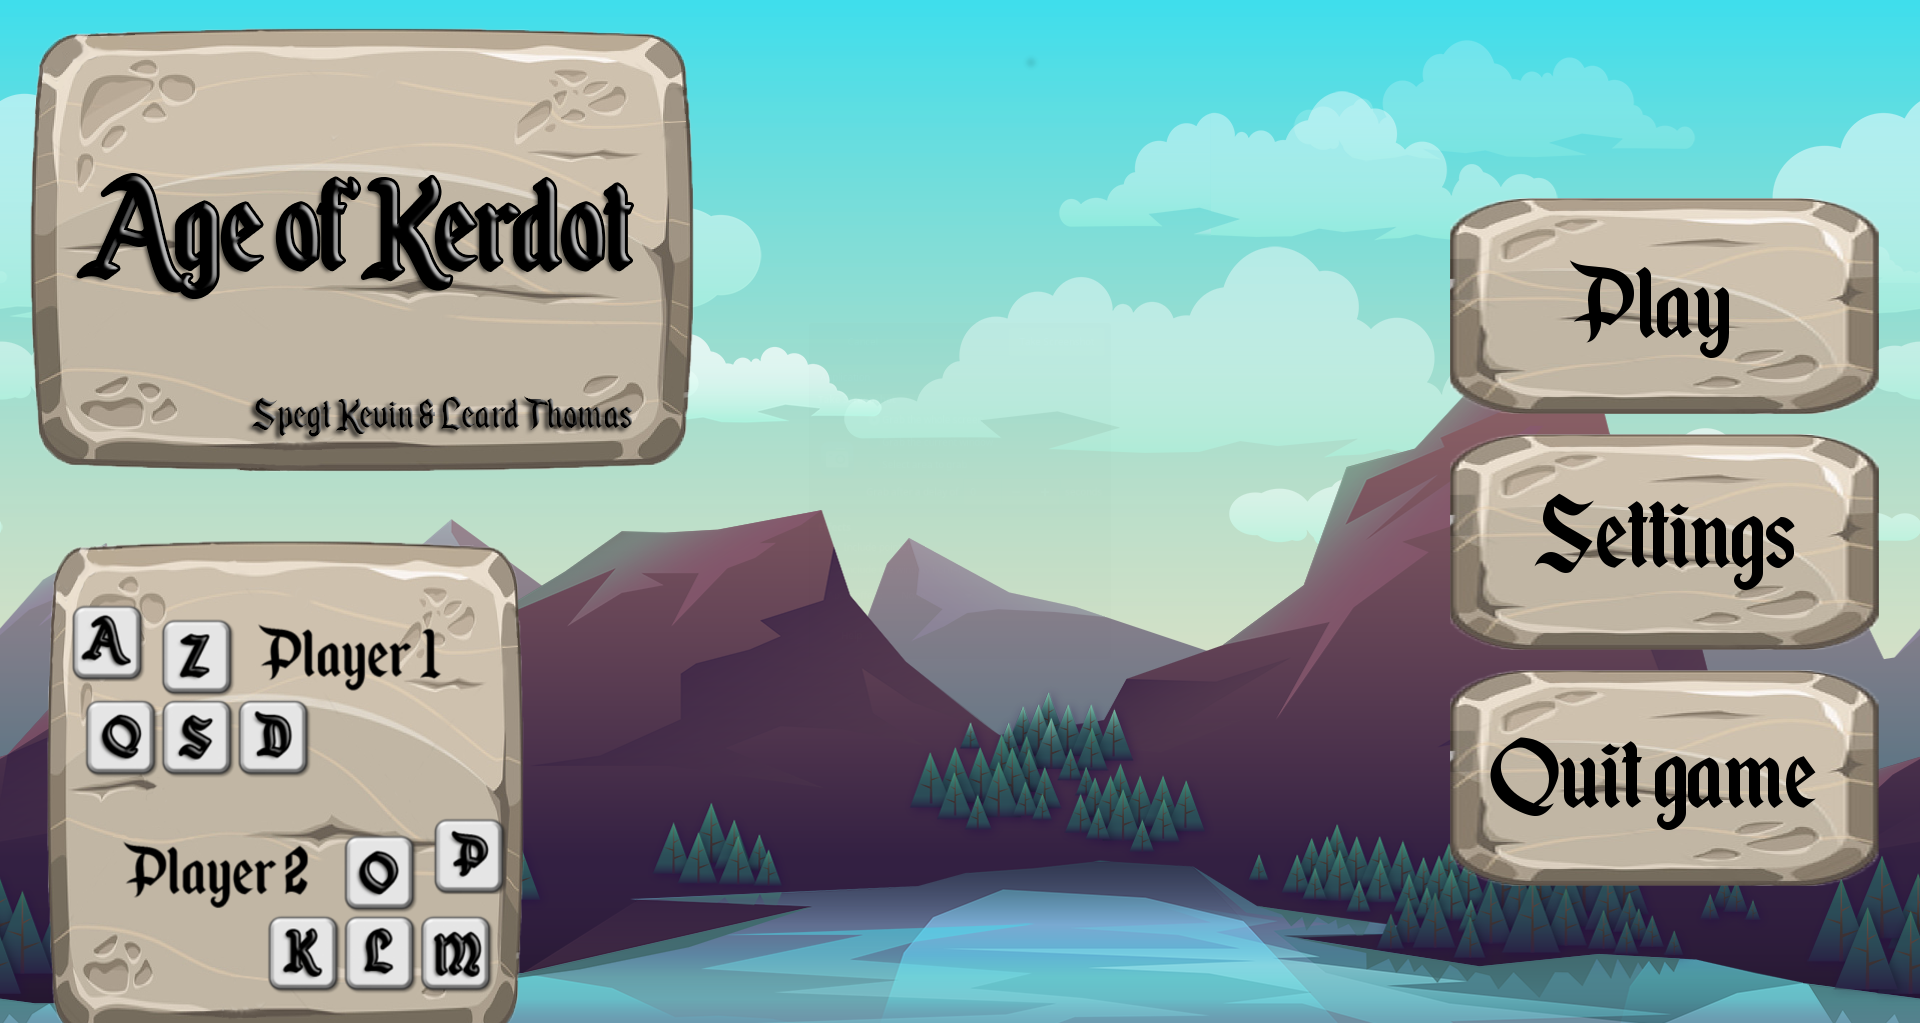 Age of Kerdot
Spegt Kevin & Leard Thomas
A Z Player 1
Q S D
Player 2 O P
K L M
Play
Settings
Quit game